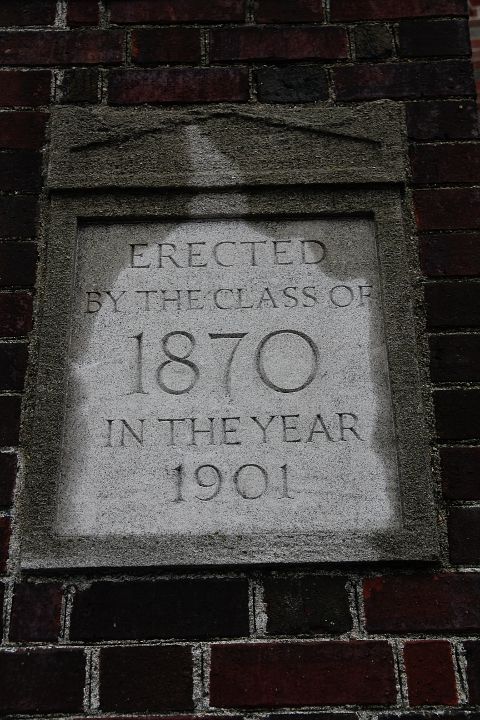 ERECTED
BY THE CLASS OF
1870
IN THE YEAR
1901